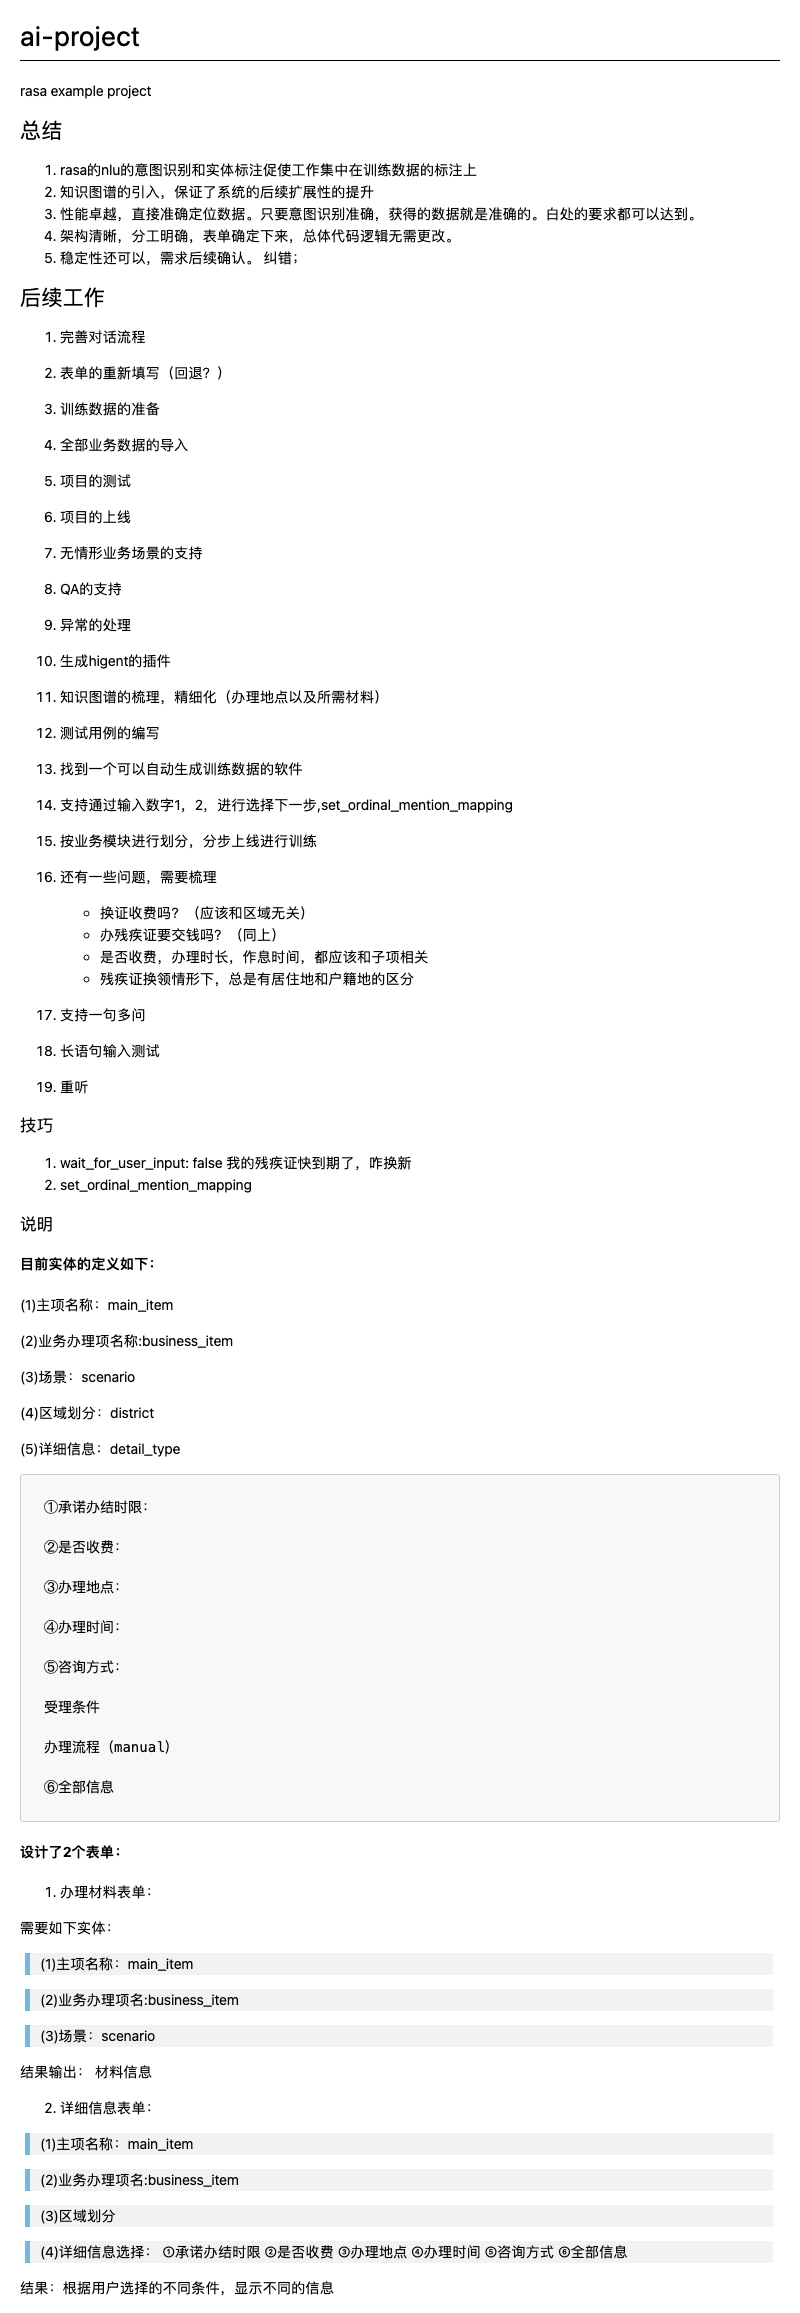 ai-project
rasa example project
总结
1. rasa的nlu的意图识别和实体标注促使工作集中在训练数据的标注上
2. 知识图谱的引入，保证了系统的后续扩展性的提升
3. 性能卓越，直接准确定位数据。只要意图识别准确，获得的数据就是准确的。白处的要求都可以达到。
4. 架构清晰，分工明确，表单确定下来，总体代码逻辑无需更改。
5. 稳定性还可以，需求后续确认。 纠错；
后续工作
1. 完善对话流程
2. 表单的重新填写（回退？）
3. 训练数据的准备
4. 全部业务数据的导入
5. 项目的测试
6. 项目的上线
7. 无情形业务场景的支持
8. QA的支持
9. 异常的处理
10. 生成higent的插件
11. 知识图谱的梳理，精细化（办理地点以及所需材料）
12. 测试用例的编写
13. 找到一个可以自动生成训练数据的软件
14. 支持通过输入数字1，2，进行选择下一步,set_ordinal_mention_mapping
15. 按业务模块进行划分，分步上线进行训练
16. 还有一些问题，需要梳理
○ 换证收费吗？（应该和区域无关）
○ 办残疾证要交钱吗？（同上）
○ 是否收费，办理时长，作息时间，都应该和子项相关
○ 残疾证换领情形下，总是有居住地和户籍地的区分
17. 支持一句多问
18. 长语句输入测试
19. 重听
技巧
1. wait_for_user_input: false 我的残疾证快到期了，咋换新
2. set_ordinal_mention_mapping
说明
目前实体的定义如下：
(1)主项名称：main_item
(2)业务办理项名称:business_item
(3)场景：scenario
(4)区域划分：district
(5)详细信息：detail_type
①承诺办结时限：
②是否收费：
③办理地点：
④办理时间：
⑤咨询方式：
受理条件
办理流程（manual）
⑥全部信息
设计了2个表单：
1. 办理材料表单：
需要如下实体：
(1)主项名称：main_item
(2)业务办理项名:business_item
(3)场景：scenario
结果输出： 材料信息
2. 详细信息表单：
(1)主项名称：main_item
(2)业务办理项名:business_item
(3)区域划分
(4)详细信息选择： ①承诺办结时限 ②是否收费 ③办理地点 ④办理时间 ⑤咨询方式 ⑥全部信息
结果：根据用户选择的不同条件，显示不同的信息